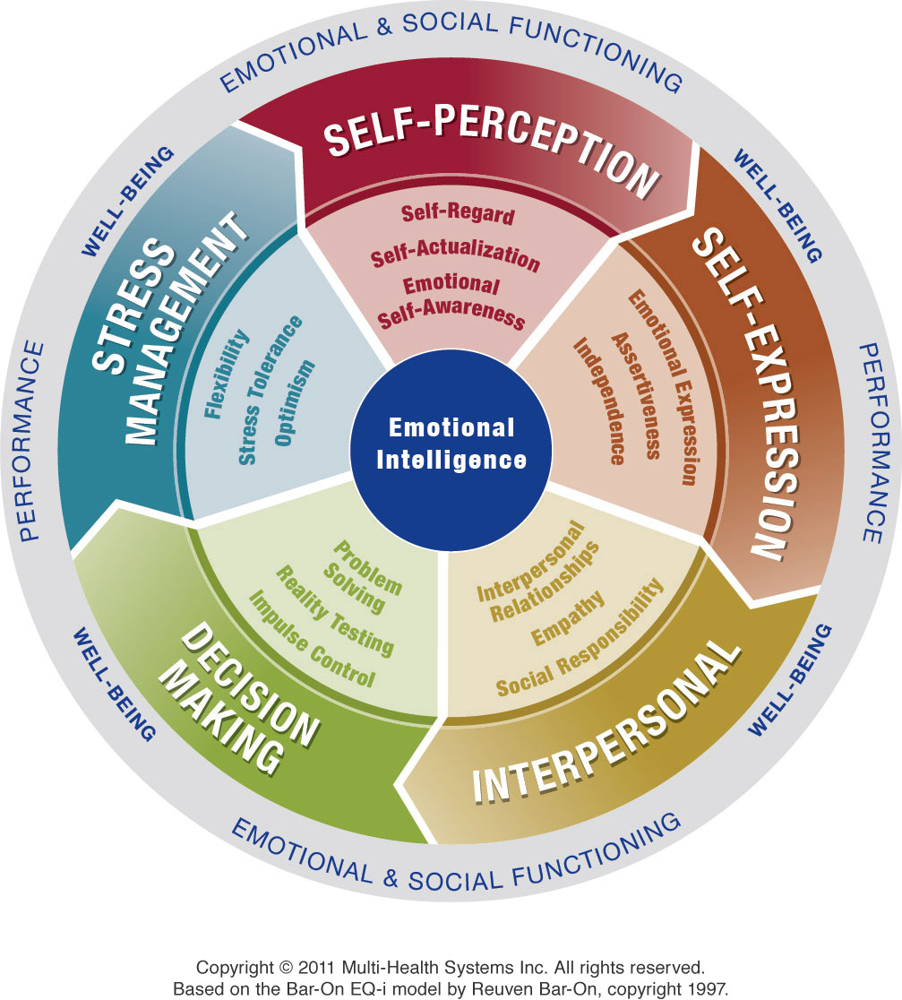 EMOTIONAL & SOCIAL FUNCTIONING
WELL-BEING
WELL-BEING
PERFORMANCE
PERFORMANCE
WELL-BEING
WELL-BEING
EMOTIONAL & SOCIAL FUNCTIONING
SELF-PERCEPTION
Self-Regard
Self-Actualization
Emotional
Self-Awareness
SELF-EXPRESSION
Emotional Expression
Assertiveness
Independence
INTERPERSONAL
Interpersonal
Relationships
Empathy
Social Responsibility
DECISION
MAKING
Problem
Solving
Reality Testing
Impulse Control
STRESS
MANAGEMENT
Flexibility
Stress Tolerance
Optimism
Emotional
Intelligence
Copyright © 2011 Multi-Health Systems Inc. All rights reserved.
Based on the Bar-On EQ-i model by Reuven Bar-On, copyright 1997.